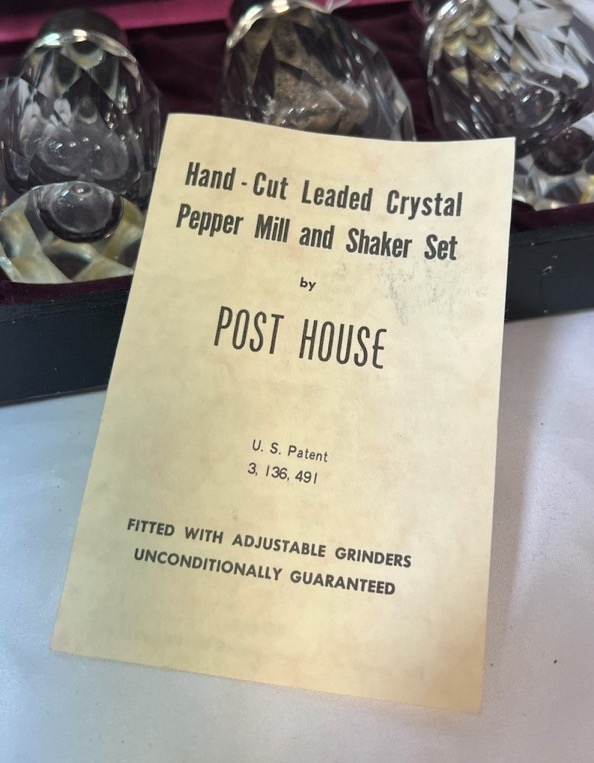 Hand-Cut Leaded Crystal
Pepper Mill and Shaker Set
by
POST HOUSE
U. S. Patent
3, 136, 491
FITTED WITH ADJUSTABLE GRINDERS
UNCONDITIONALLY GUARANTEED